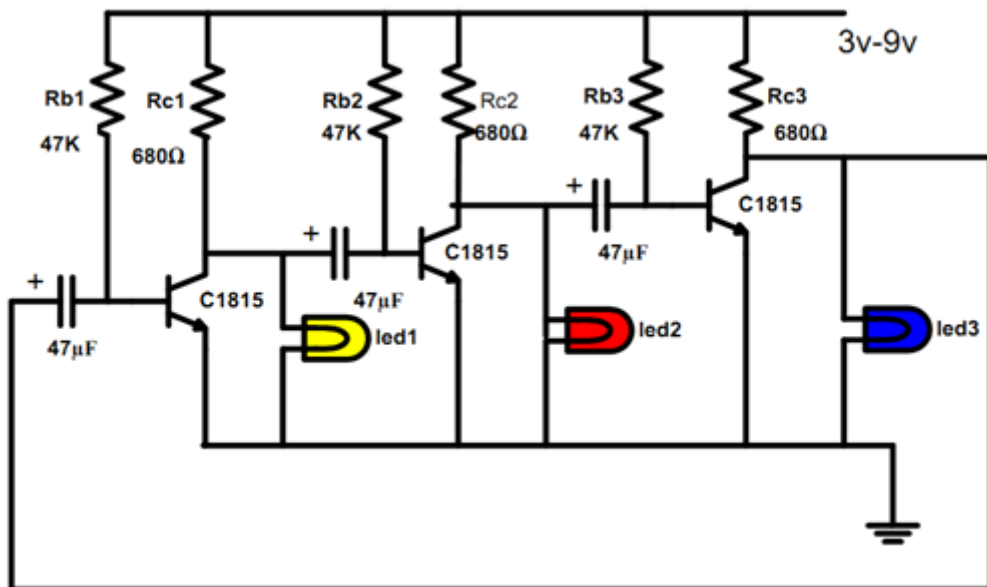 3v-9v
Rb1
47K
Rc1
680Ω
Rb2
47K
Rc2
680Ω
Rb3
47K
Rc3
680Ω
+
47µF
C1815
+
47µF
C1815
+
47µF
C1815
led1
led2
led3